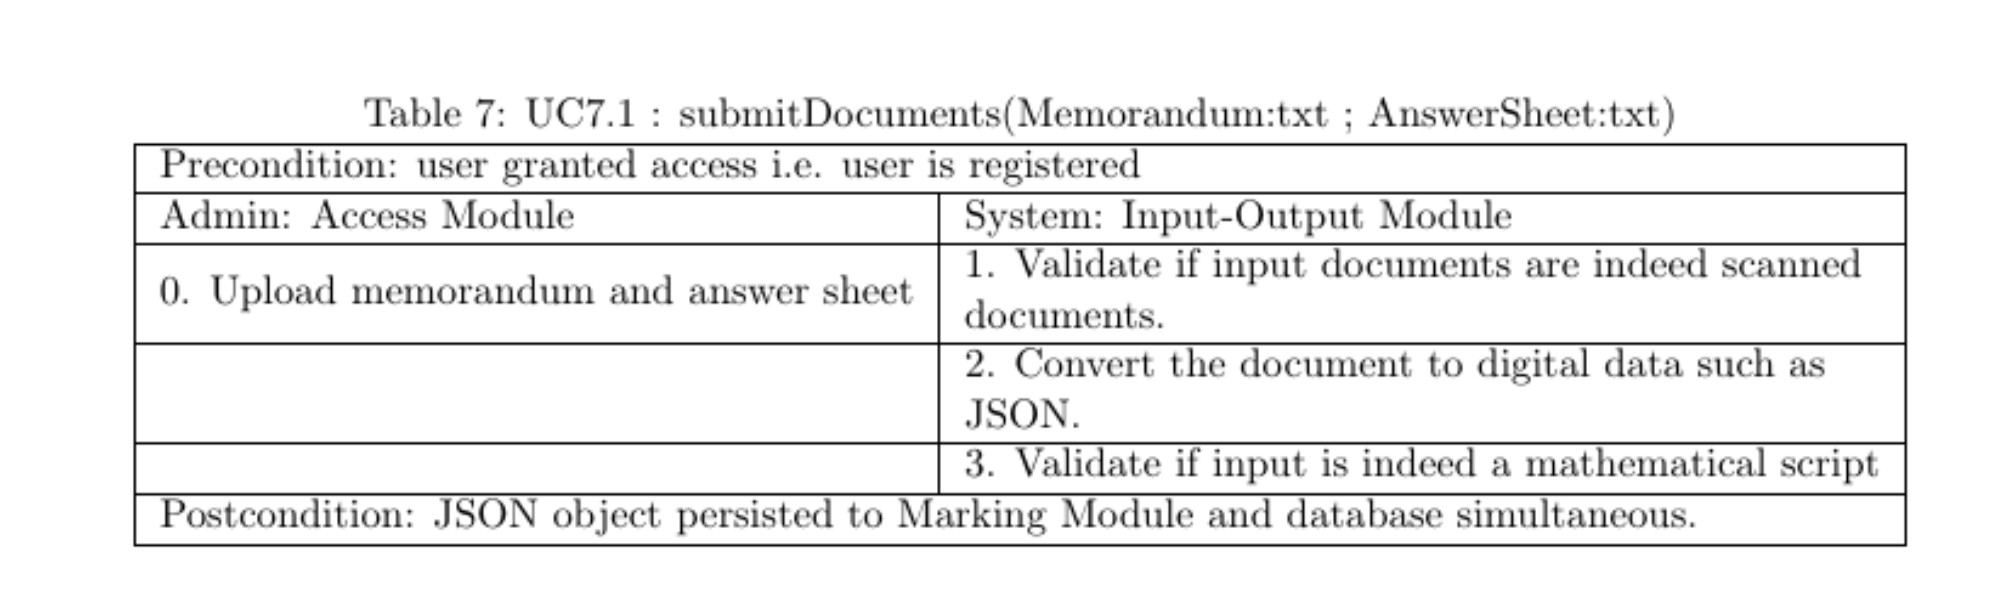 Table 7: UC7.1 : submitDocuments(Memorandum:txt ; AnswerSheet:txt)
Precondition: user granted access i.e. user is registered
Admin: Access Module
System: Input-Output Module
0. Upload memorandum and answer sheet
1. Validate if input documents are indeed scanned
documents.
2. Convert the document to digital data such as
JSON.
3. Validate if input is indeed a mathematical script
Postcondition: JSON object persisted to Marking Module and database simultaneous.